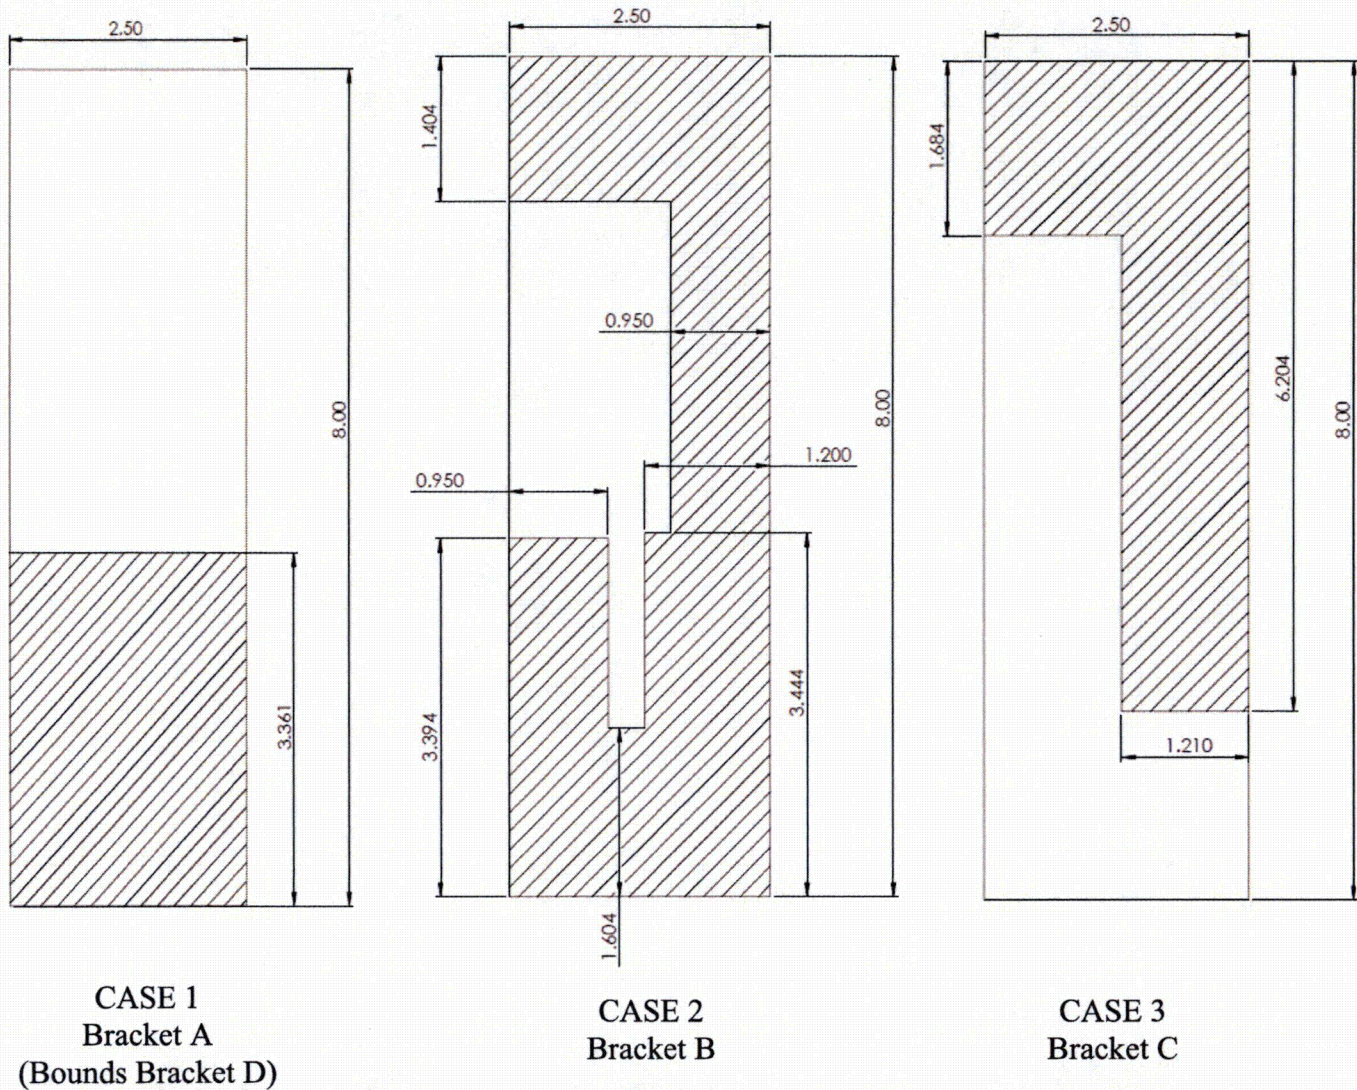 2.50
8.00
3.361
CASE 1
Bracket A
(Bounds Bracket D)
2.50
1.404
0.950
8.00
1.200
0.950
3.394
3.444
1.604
CASE 2
Bracket B
2.50
1.684
6.204
8.00
1.210
CASE 3
Bracket C